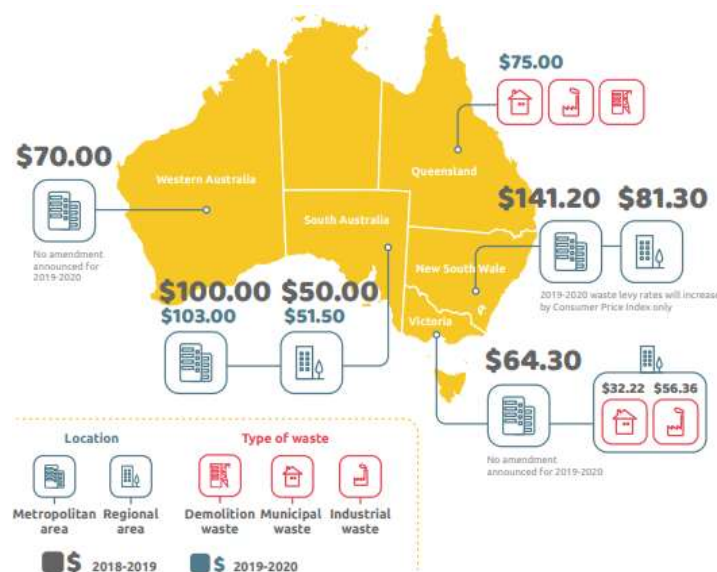 $75.00
$70.00
Western Australia
Queensland
No amendment
announced for
2019-2020
South Australia
$141.20 $81.30
New South Wale
2019-2020 waste levy rates will increase
by Consumer Price Index only
$100.00 $50.00
$103.00 $51.50
Victoria
$64.30
$32.22 $56.36
No amendment
announced for 2019-2020
Location
Type of waste
Metropolitan
area
Regional
area
Demolition
waste
Municipal
waste
Industrial
waste
$ 2018-2019
$ 2019-2020